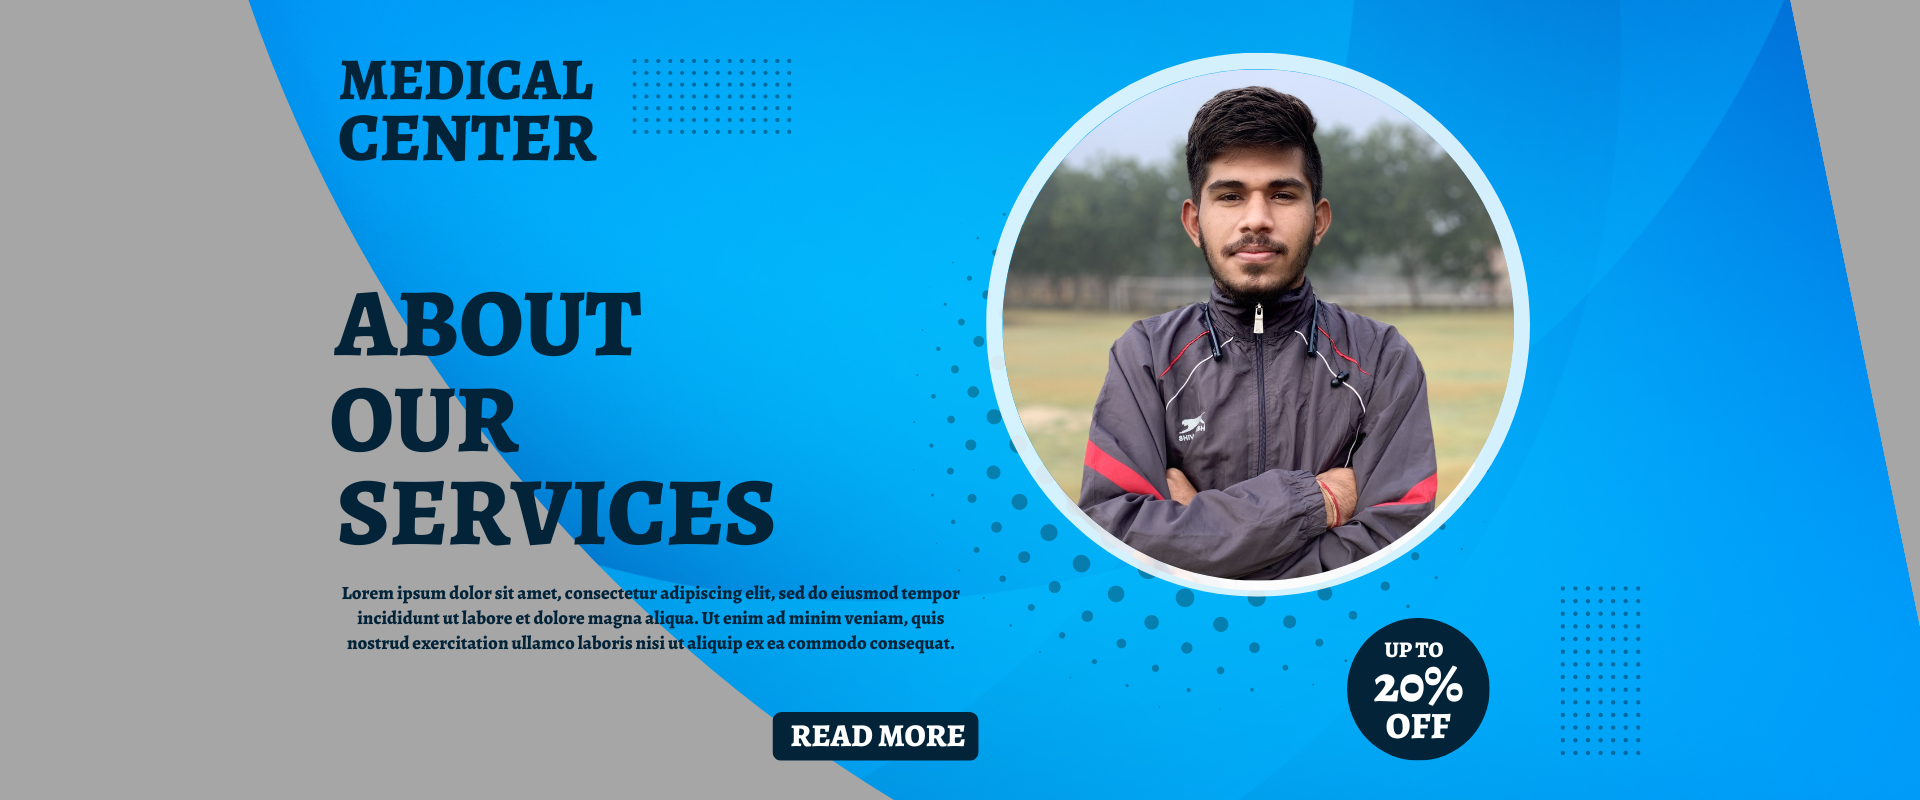 MEDICAL
CENTER
ABOUT
OUR
SERVICES
Lorem ipsum dolor sit amet, consectetur adipiscing elit, sed do eiusmod tempor
incididunt ut labore et dolore magna aliqua. Ut enim ad minim veniam, quis
nostrud exercitation ullamco laboris nisi ut aliquip ex ea commodo consequat.
READ MORE
UP TO
20%
OFF